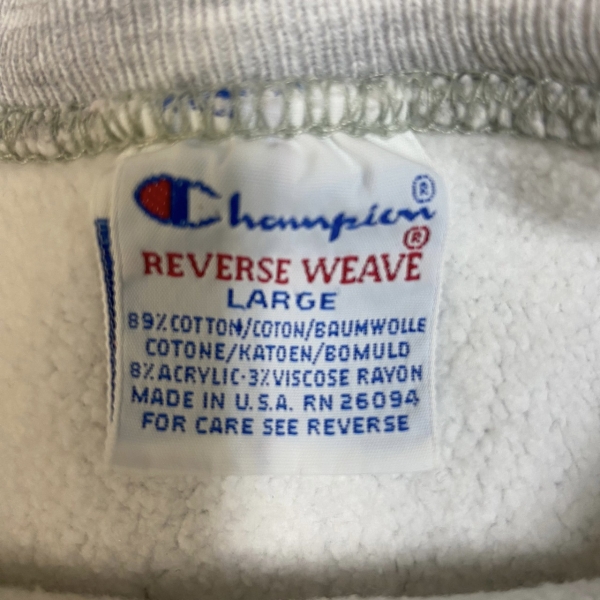 Champion®
REVERSE WEAVE®
LARGE
89% COTTON/COTON/BAUMWOLLE
COTONE/KATOEN/BOMULD
8% ACRYLIC·3% VISCOSE RAYON
MADE IN U.S.A. RN 26094
FOR CARE SEE REVERSE